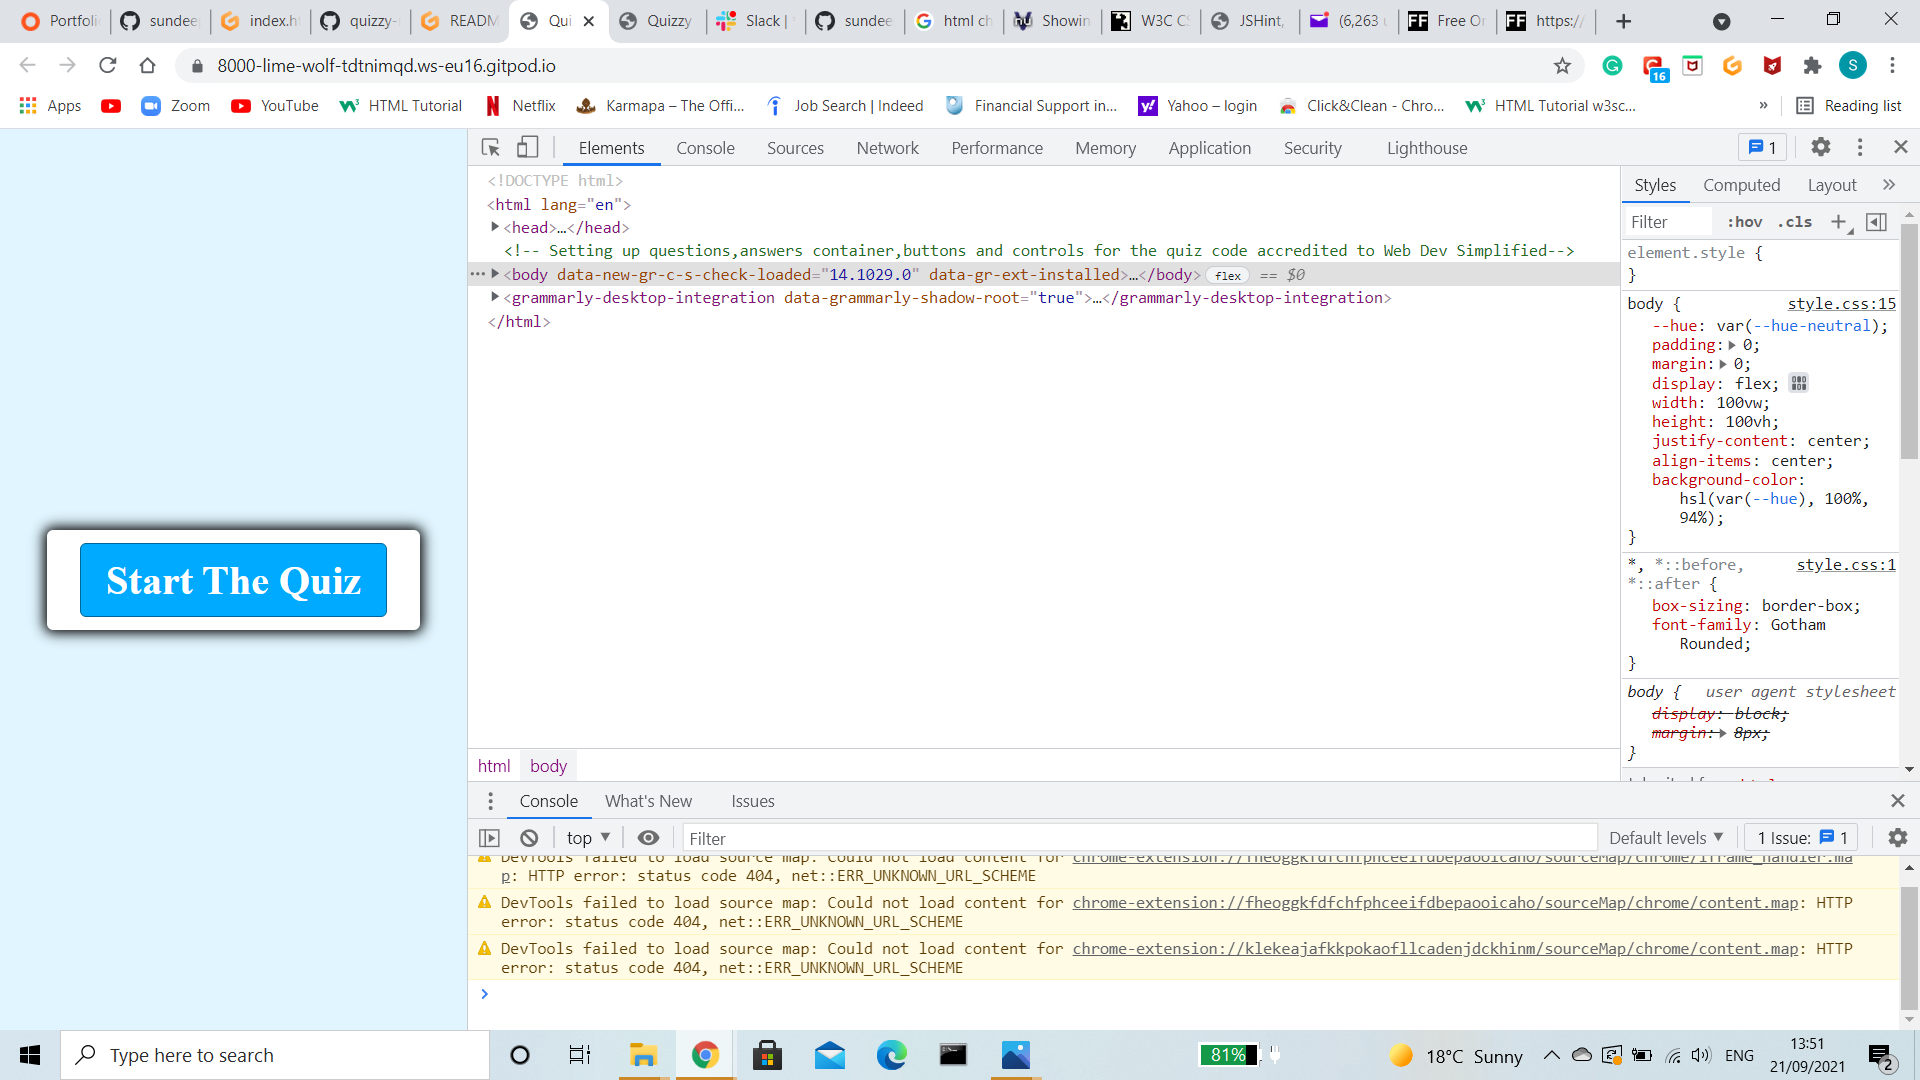 Portfoli
sundee
index.h
quizzy-
READM
Qui
Quizzy
Slack |
sundee
html ch
Showin
W3C CS
JSHint,
(6,263 u
Free Or
https://
8000-lime-wolf-tdtnimqd.ws-eu16.gitpod.io
16
S
Apps
Zoom
YouTube
HTML Tutorial
Netflix
Karmapa – The Offi...
Job Search | Indeed
Financial Support in...
Yahoo – login
Click&Clean - Chro...
HTML Tutorial w3sc...
»
Reading list
Elements
Console
Sources
Network
Performance
Memory
Application
Security
Lighthouse
1
<!DOCTYPE html>
<html lang="en">
<head>…</head>
<!-- Setting up questions,answers container,buttons and controls for the quiz code accredited to Web Dev Simplified-->
<body data-new-gr-c-s-check-loaded="14.1029.0" data-gr-ext-installed>…</body> flex == $0
<grammarly-desktop-integration data-grammarly-shadow-root="true">…</grammarly-desktop-integration>
</html>
Start The Quiz
Styles
Computed
Layout
»
Filter
:hov
.cls
element.style {
}
body {
style.css:15
--hue: var(--hue-neutral);
padding: 0;
margin: 0;
display: flex;
width: 100vw;
height: 100vh;
justify-content: center;
align-items: center;
background-color:
hsl(var(--hue), 100%,
94%);
}
*, *::before,
style.css:1
*::after {
box-sizing: border-box;
font-family: Gotham
Rounded;
}
body {
user agent stylesheet
display: block;
margin: 8px;
}
html
body
Console
What's New
Issues
top
Filter
Default levels
1 Issue: 1
DevTools failed to load source map: Could not load content for chrome-extension://fheoggkfdfchfphceeifdbepaooicaho/sourceMap/chrome/iframe_handler.ma
p: HTTP error: status code 404, net::ERR_UNKNOWN_URL_SCHEME
DevTools failed to load source map: Could not load content for chrome-extension://fheoggkfdfchfphceeifdbepaooicaho/sourceMap/chrome/content.map: HTTP
error: status code 404, net::ERR_UNKNOWN_URL_SCHEME
DevTools failed to load source map: Could not load content for chrome-extension://klekeajafkkpokaofllcadenjdckhinm/sourceMap/chrome/content.map: HTTP
error: status code 404, net::ERR_UNKNOWN_URL_SCHEME
Type here to search
81%
18°C Sunny
ENG
13:51
21/09/2021
2